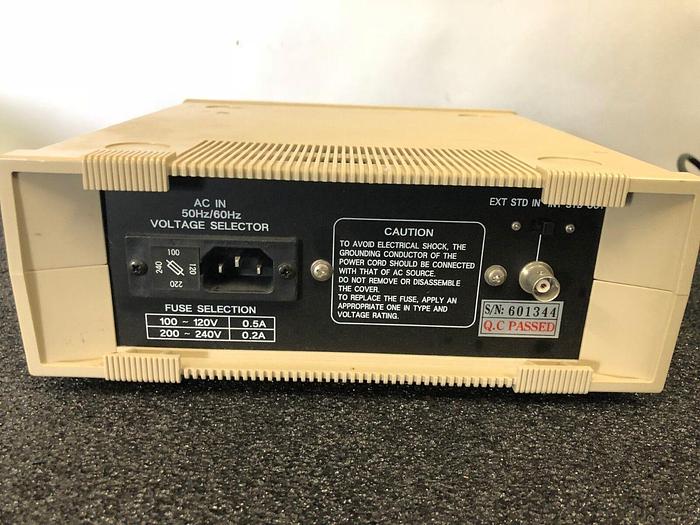 AC IN
50Hz/60Hz
VOLTAGE SELECTOR
100
240
120
220
FUSE SELECTION
100 ~ 120V 0.5A
200 ~ 240V 0.2A
CAUTION
TO AVOID ELECTRICAL SHOCK, THE
GROUNDING CONDUCTOR OF THE
POWER CORD SHOULD BE CONNECTED
WITH THAT OF AC SOURCE.
DO NOT REMOVE OR DISASSEMBLE
THE COVER.
TO REPLACE THE FUSE, APPLY AN
APPROPRIATE ONE IN TYPE AND
VOLTAGE RATING.
EXT STD IN INT STD OUT
S/N: 601344
Q.C PASSED